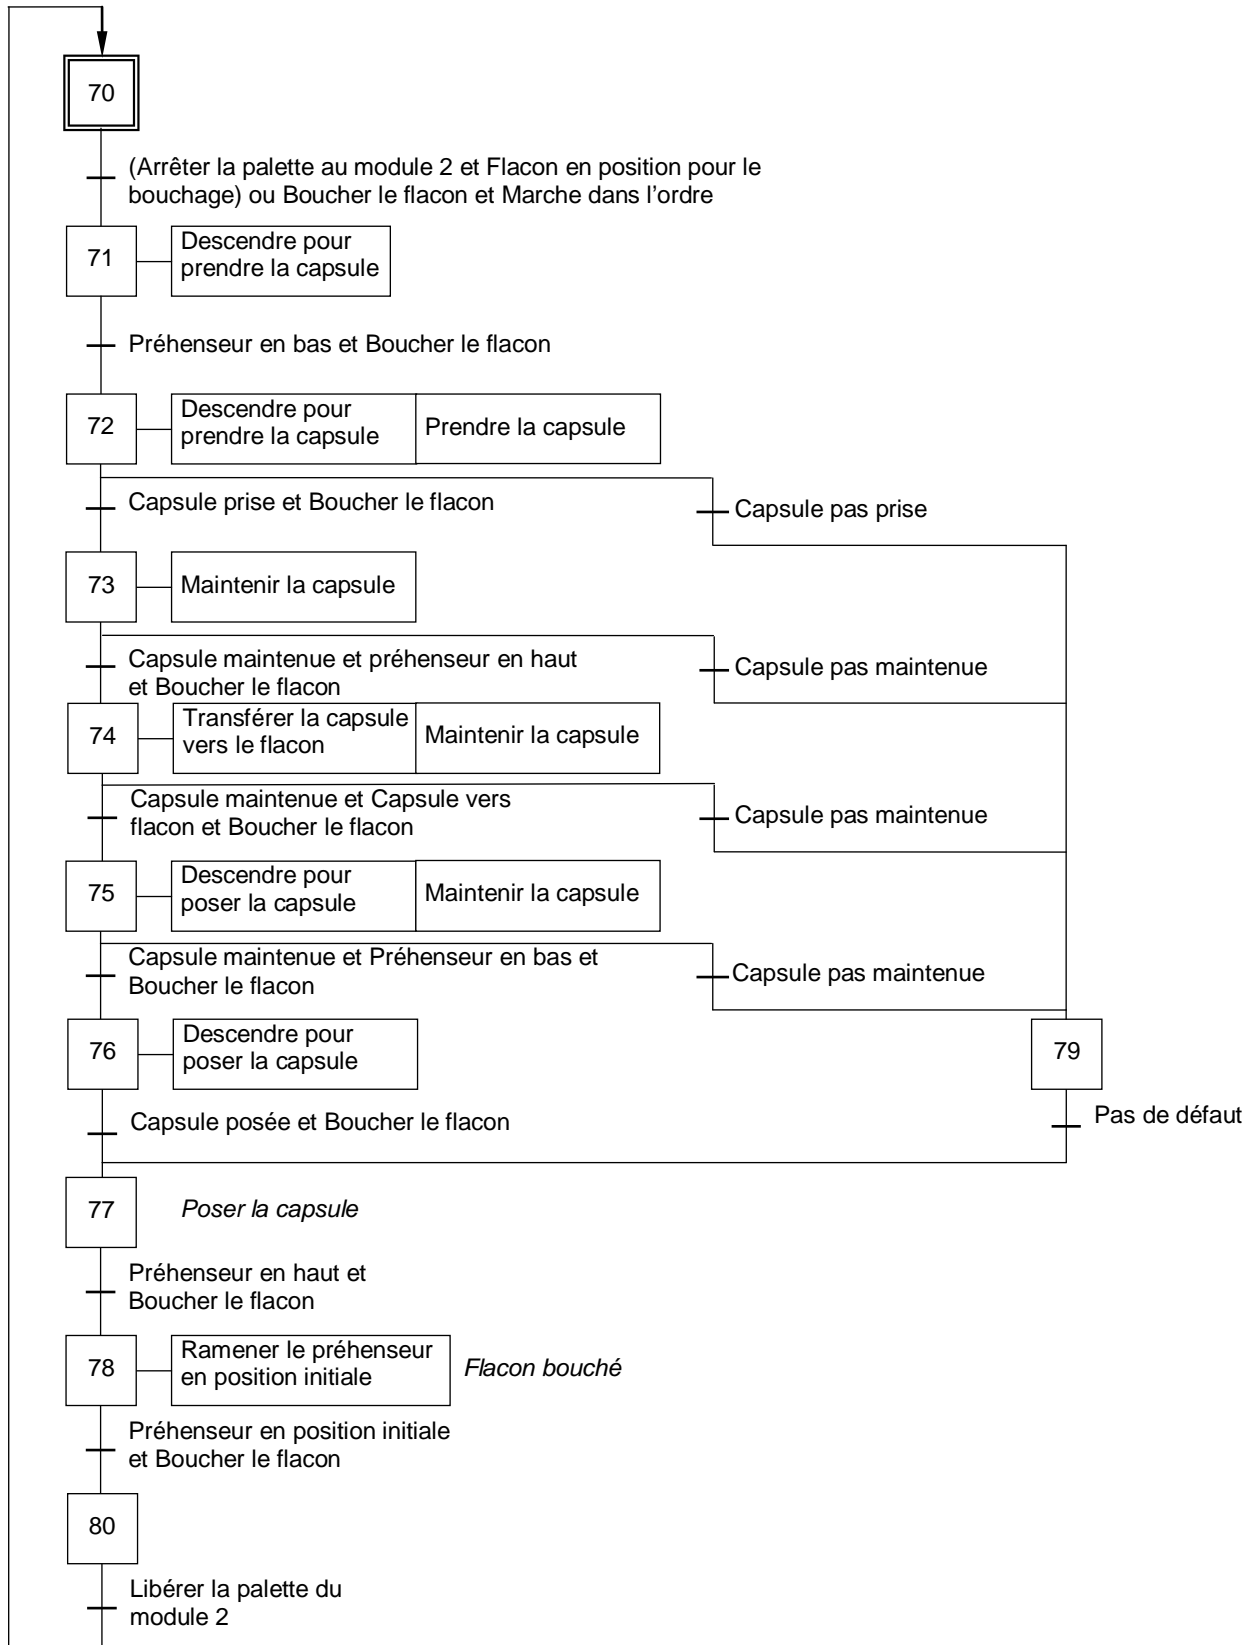 70
(Arrêter la palette au module 2 et Flacon en position pour le
bouchage) ou Boucher le flacon et Marche dans l'ordre
71
Descendre pour
prendre la capsule
Préhenseur en bas et Boucher le flacon
72
Descendre pour
prendre la capsule
Prendre la capsule
Capsule prise et Boucher le flacon
Capsule pas prise
73
Maintenir la capsule
Capsule maintenue et préhenseur en haut
et Boucher le flacon
Capsule pas maintenue
74
Transférer la capsule
vers le flacon
Maintenir la capsule
Capsule maintenue et Capsule vers
flacon et Boucher le flacon
Capsule pas maintenue
75
Descendre pour
poser la capsule
Maintenir la capsule
Capsule maintenue et Préhenseur en bas et
Boucher le flacon
Capsule pas maintenue
76
Descendre pour
poser la capsule
79
Capsule posée et Boucher le flacon
Pas de défaut
77
Poser la capsule
Préhenseur en haut et
Boucher le flacon
78
Ramener le préhenseur
en position initiale
Flacon bouché
Préhenseur en position initiale
et Boucher le flacon
80
Libérer la palette du
module 2